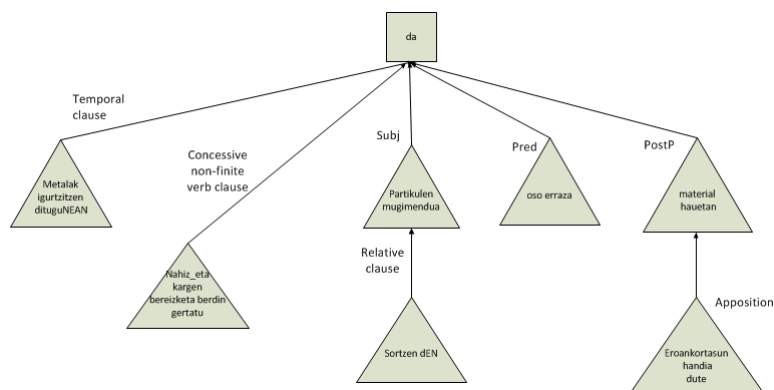 da
Temporal
clause
Subj
Pred
PostP
Concessive
non-finite
verb clause
Metalak
igurtzitzen
dituguNEAN
Partikulen
mugimendua
oso erraza
material
hauetan
Relative
clause
Nahiz_eta
kargen
bereizketa berdin
gertatu
Apposition
Sortzen dEN
Eroankortasun
handia
dute